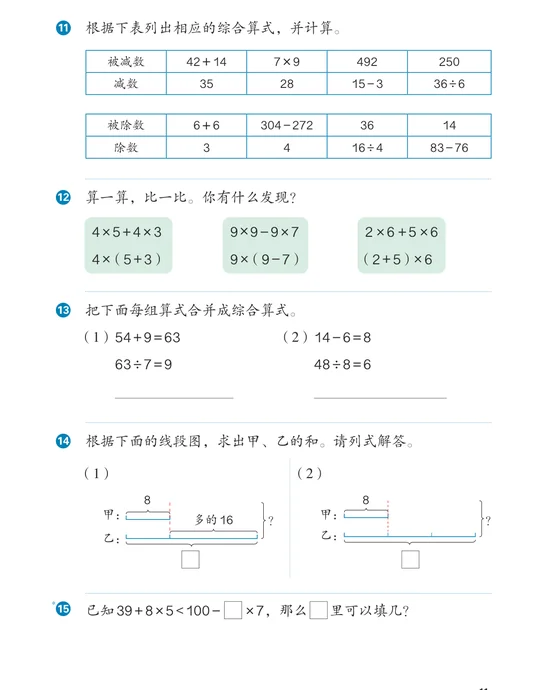 11 根据下表列出相应的综合算式，并计算。
被减数 42+14 7×9 492 250
减数 35 28 15−3 36÷6
被除数 6+6 304−272 36 14
除数 3 4 16÷4 83−76
12 算一算，比一比。你有什么发现？
4×5+4×3 9×9−9×7 2×6+5×6
4×(5+3) 9×(9−7) (2+5)×6
13 把下面每组算式合并成综合算式。
(1) 54+9=63 (2) 14−6=8
63÷7=9 48÷8=6
14 根据下面的线段图，求出甲、乙的和。请列式解答。
(1) (2)
8 8
甲： 多的16 ? 甲： ?
乙： 乙：
*15 已知39+8×5<100−□×7，那么□里可以填几？